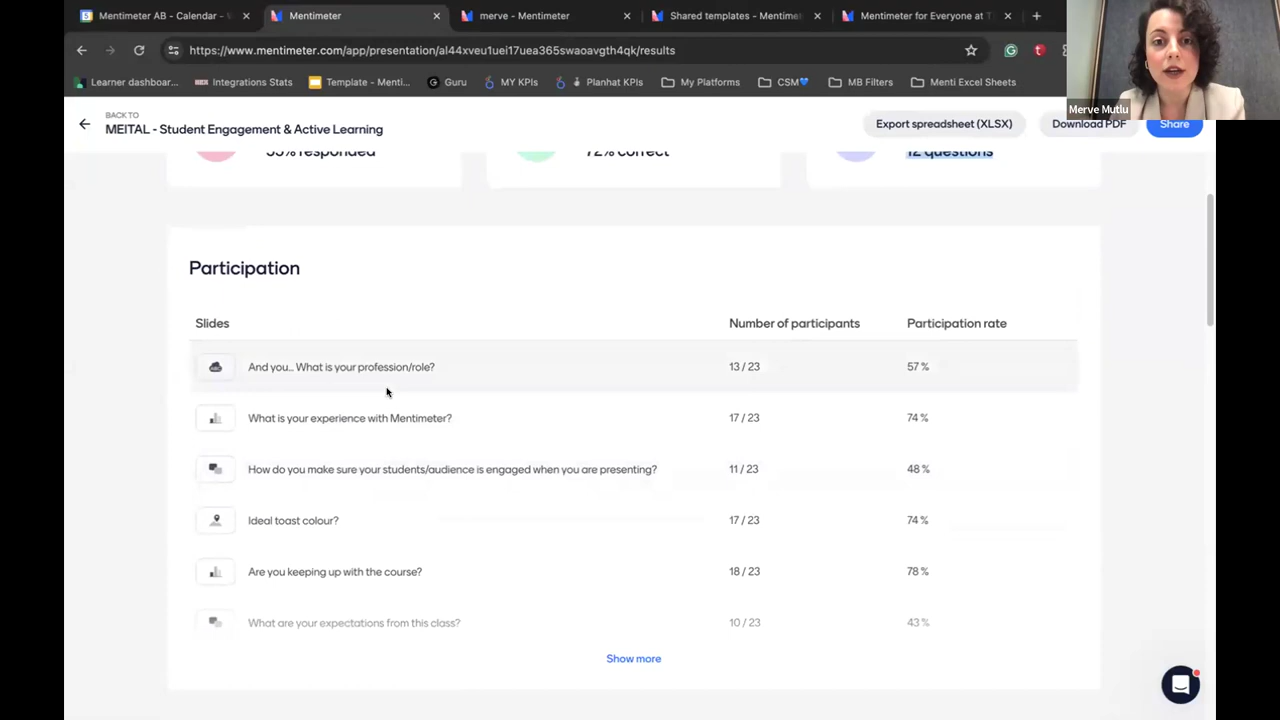 Mentimeter AB - Calendar - W
Mentimeter
merve - Mentimeter
Shared templates - Mentime
Mentimeter for Everyone at T
https://www.mentimeter.com/app/presentation/al44xveu1uei17uea365swaoavgth4qk/results
Learner dashboar...
Integrations Stats
Template - Menti...
Guru
MY KPIs
Planhat KPIs
My Platforms
CSM💙
MB Filters
Menti Excel Sheets
Merve Mutlu
BACK TO
MEITAL - Student Engagement & Active Learning
Export spreadsheet (XLSX)
Download PDF
Share
55% responded
72% correct
12 questions
Participation
Slides Number of participants Participation rate
And you... What is your profession/role? 13 / 23 57 %
What is your experience with Mentimeter? 17 / 23 74 %
How do you make sure your students/audience is engaged when you are presenting? 11 / 23 48 %
Ideal toast colour? 17 / 23 74 %
Are you keeping up with the course? 18 / 23 78 %
What are your expectations from this class? 10 / 23 43 %
Show more